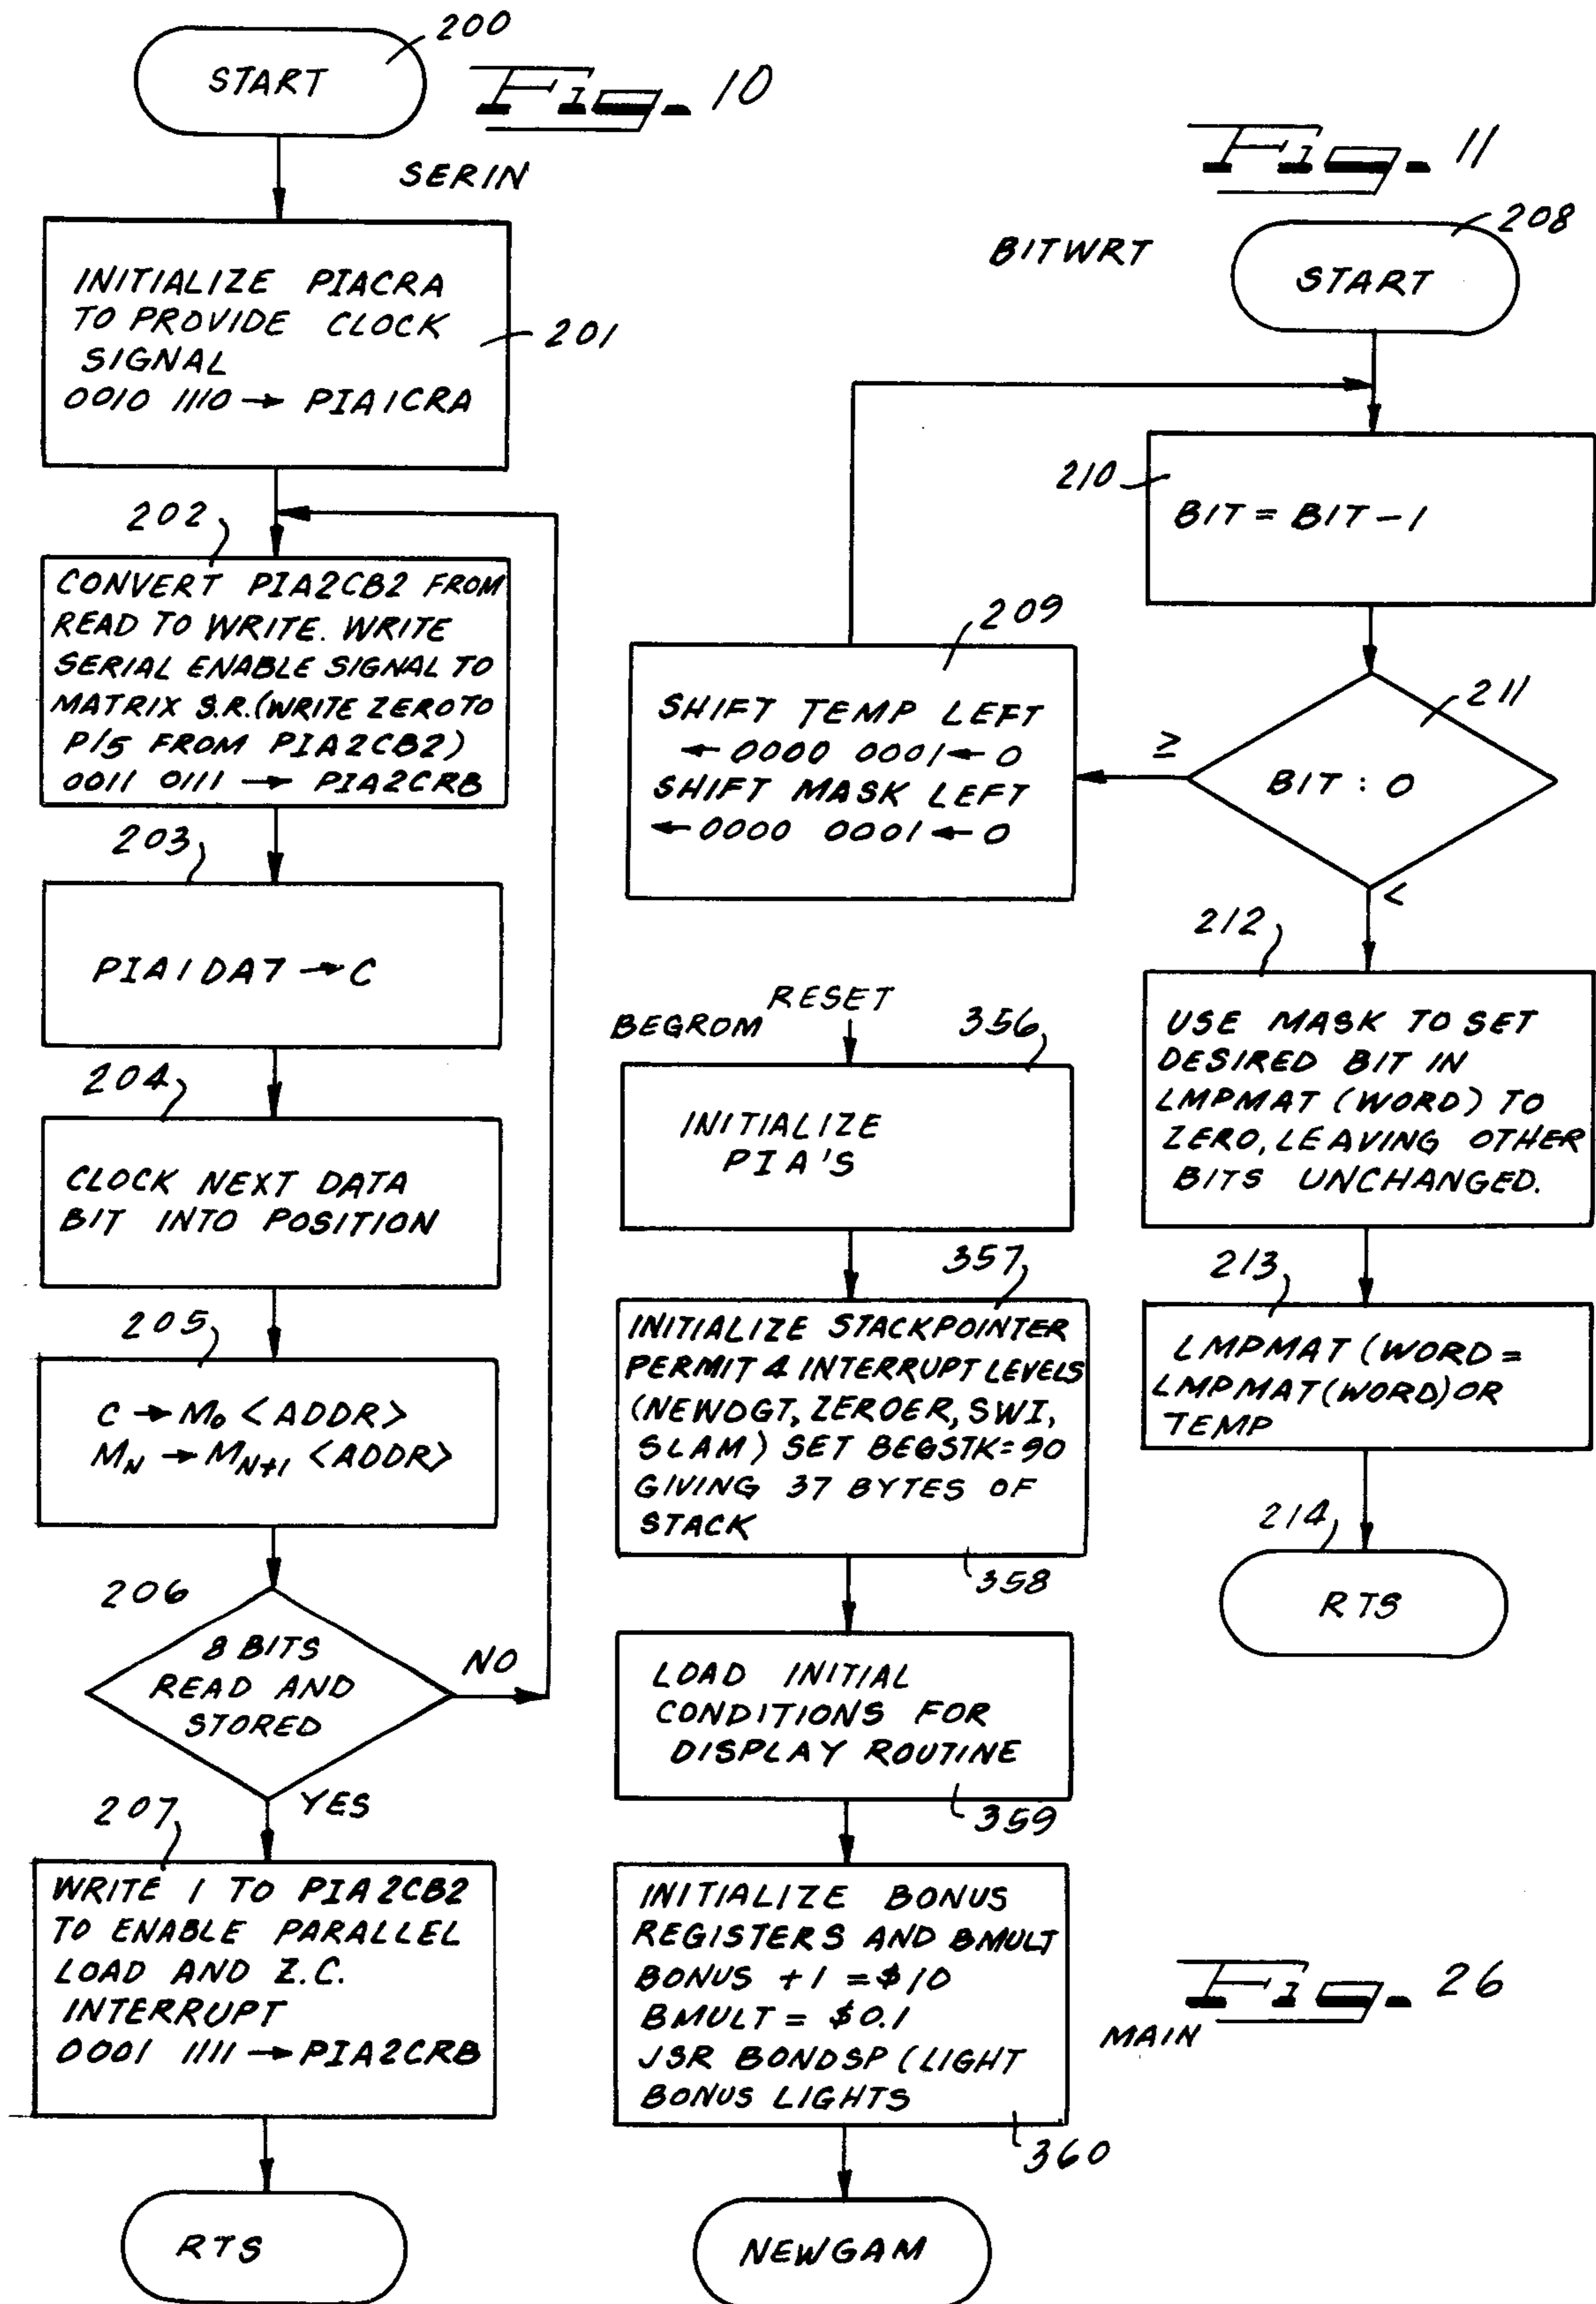 200
START
Fig. 10
SERIN
INITIALIZE PIACRA
TO PROVIDE CLOCK
SIGNAL
0010 1110 → PIA1CRA
201
202
CONVERT PIA2CB2 FROM
READ TO WRITE. WRITE
SERIAL ENABLE SIGNAL TO
MATRIX S.R. (WRITE ZERO TO
P/S FROM PIA2CB2)
0011 0111 → PIA2CRB
203
PIA1DA7 → C
204
CLOCK NEXT DATA
BIT INTO POSITION
205
C → M0 <ADDR>
MN → MN+1 <ADDR>
206
8 BITS
READ AND
STORED
NO
YES
207
WRITE 1 TO PIA2CB2
TO ENABLE PARALLEL
LOAD AND Z.C.
INTERRUPT
0001 1111 → PIA2CRB
RTS
Fig. 11
208
BITWRT
START
210
BIT = BIT - 1
209
SHIFT TEMP LEFT
← 0000 0001 ← 0
SHIFT MASK LEFT
← 0000 0001 ← 0
211
≥
BIT : 0
<
212
USE MASK TO SET
DESIRED BIT IN
LMPMAT (WORD) TO
ZERO, LEAVING OTHER
BITS UNCHANGED.
213
LMPMAT (WORD =
LMPMAT (WORD) OR
TEMP
214
RTS
RESET
BEGROM
356
INITIALIZE
PIA'S
357
INITIALIZE STACKPOINTER
PERMIT 4 INTERRUPT LEVELS
(NEWDGT, ZEROER, SWI,
SLAM) SET BEGSTK=90
GIVING 37 BYTES OF
STACK
358
LOAD INITIAL
CONDITIONS FOR
DISPLAY ROUTINE
359
INITIALIZE BONUS
REGISTERS AND BMULT
BONUS +1 = $10
BMULT = $0.1
JSR BONDSP (LIGHT
BONUS LIGHTS
360
NEWGAM
Fig. 26
MAIN